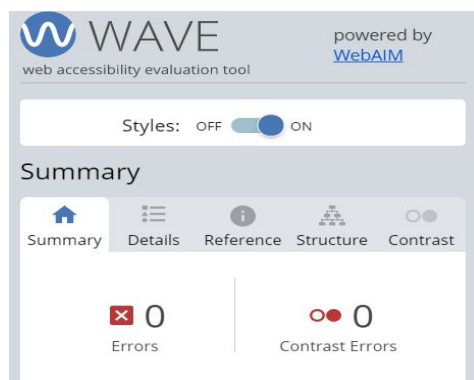 WAVE
powered by
WebAIM
web accessibility evaluation tool
Styles: OFF ON
Summary
Summary Details Reference Structure Contrast
0 0
Errors Contrast Errors